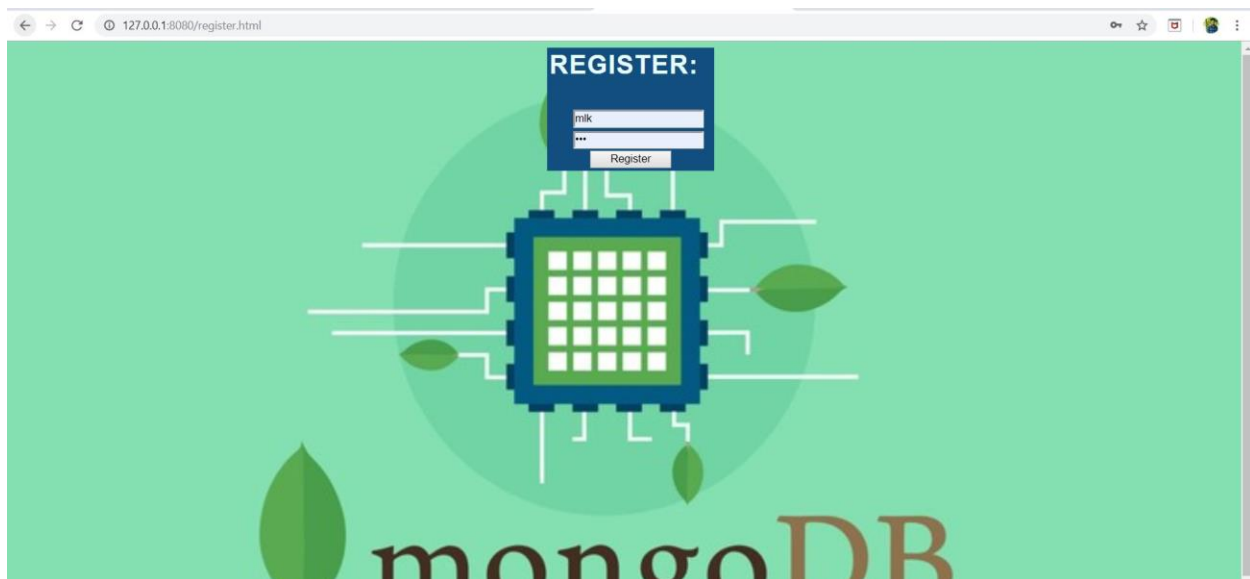 127.0.0.1:8080/register.html
REGISTER:
mlk
•••
Register
mongoDB